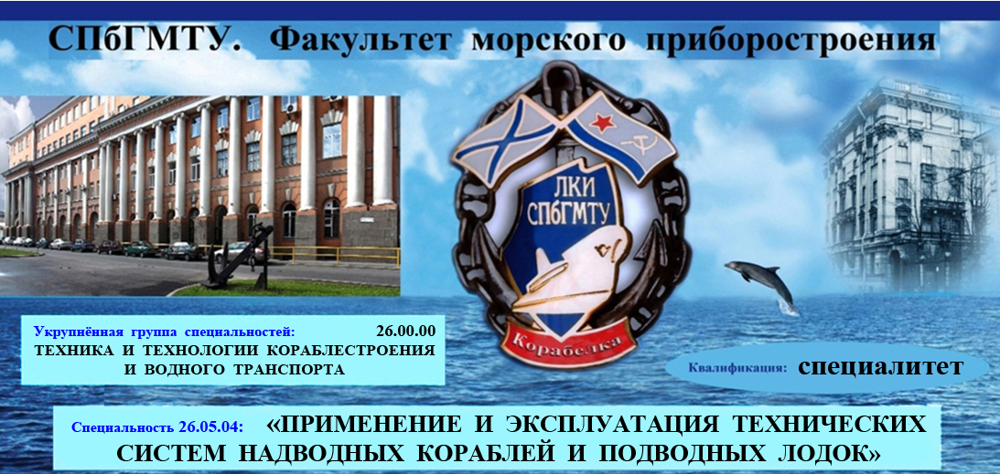 СПбГМТУ. Факультет морского приборостроения
ЛКИ
СПбГМТУ
Корабелка
Укрупнённая группа специальностей: 26.00.00
ТЕХНИКА И ТЕХНОЛОГИИ КОРАБЛЕСТРОЕНИЯ
И ВОДНОГО ТРАНСПОРТА
Квалификация: специалитет
Специальность 26.05.04: «ПРИМЕНЕНИЕ И ЭКСПЛУАТАЦИЯ ТЕХНИЧЕСКИХ
СИСТЕМ НАДВОДНЫХ КОРАБЛЕЙ И ПОДВОДНЫХ ЛОДОК»